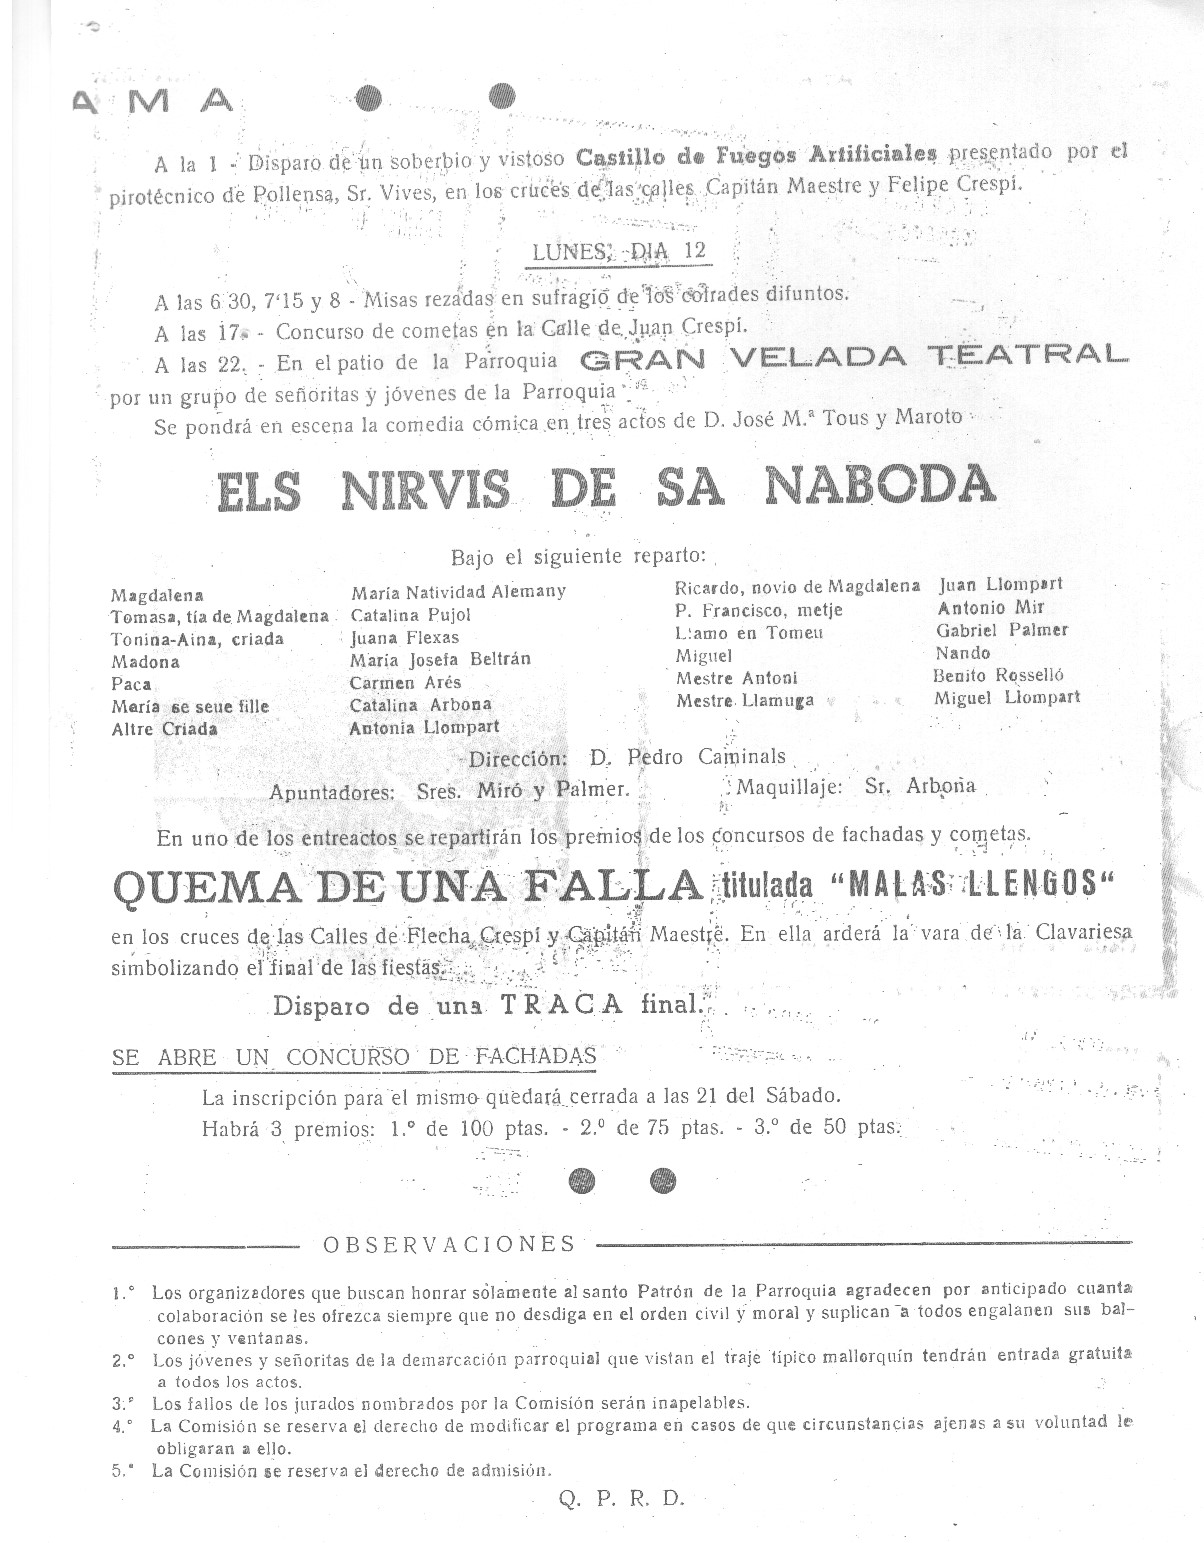 AMA
A la 1 - Disparo de un soberbio y vistoso Castillo de Fuegos Artificiales presentado por el
pirotécnico de Pollensa, Sr. Vives, en los cruces de las calles Capitán Maestre y Felipe Crespí.
LUNES, DIA 12
A las 6 30, 7'15 y 8 - Misas rezadas en sufragio de los cofrades difuntos.
A las 17. - Concurso de cometas en la Calle de Juan Crespí.
A las 22. - En el patio de la Parroquia GRAN VELADA TEATRAL
por un grupo de señoritas y jóvenes de la Parroquia
Se pondrá en escena la comedia cómica en tres actos de D. José M.ª Tous y Maroto
ELS NIRVIS DE SA NABODA
Bajo el siguiente reparto:
Magdalena María Natividad Alemany
Tomasa, tía de Magdalena Catalina Pujol
Tonina-Aina, criada Juana Flexas
Madona Maria Josefa Beltrán
Paca Carmen Arés
María se seue fille Catalina Arbona
Altre Criada Antonia Llompart
Ricardo, novio de Magdalena Juan Llompart
P. Francisco, metje Antonio Mir
L'amo en Tomeu Gabriel Palmer
Miguel Nando
Mestre Antoni Benito Rosselló
Mestre Llamuga Miguel Llompart
Dirección: D. Pedro Caminals
Apuntadores: Sres. Miró y Palmer. Maquillaje: Sr. Arbona
En uno de los entreactos se repartirán los premios de los concursos de fachadas y cometas.
QUEMA DE UNA FALLA titulada "MALAS LLENGOS"
en los cruces de las Calles de Flecha Crespí y Capitán Maestre. En ella arderá la vara de la Clavariesa
simbolizando el final de las fiestas.
Disparo de una TRACA final.
SE ABRE UN CONCURSO DE FACHADAS
La inscripción para el mismo quedará cerrada a las 21 del Sábado.
Habrá 3 premios: 1.º de 100 ptas. - 2.º de 75 ptas. - 3.º de 50 ptas.
OBSERVACIONES
1.º Los organizadores que buscan honrar sólamente al santo Patrón de la Parroquia agradecen por anticipado cuanta
colaboración se les ofrezca siempre que no desdiga en el orden civil y moral y suplican a todos engalanen sus bal-
cones y ventanas.
2.º Los jóvenes y señoritas de la demarcación parroquial que vistan el traje típico mallorquín tendrán entrada gratuita
a todos los actos.
3.º Los fallos de los jurados nombrados por la Comisión serán inapelables.
4.º La Comisión se reserva el derecho de modificar el programa en casos de que circunstancias ajenas a su voluntad le
obligaran a ello.
5.º La Comisión se reserva el derecho de admisión.
Q. P. R. D.